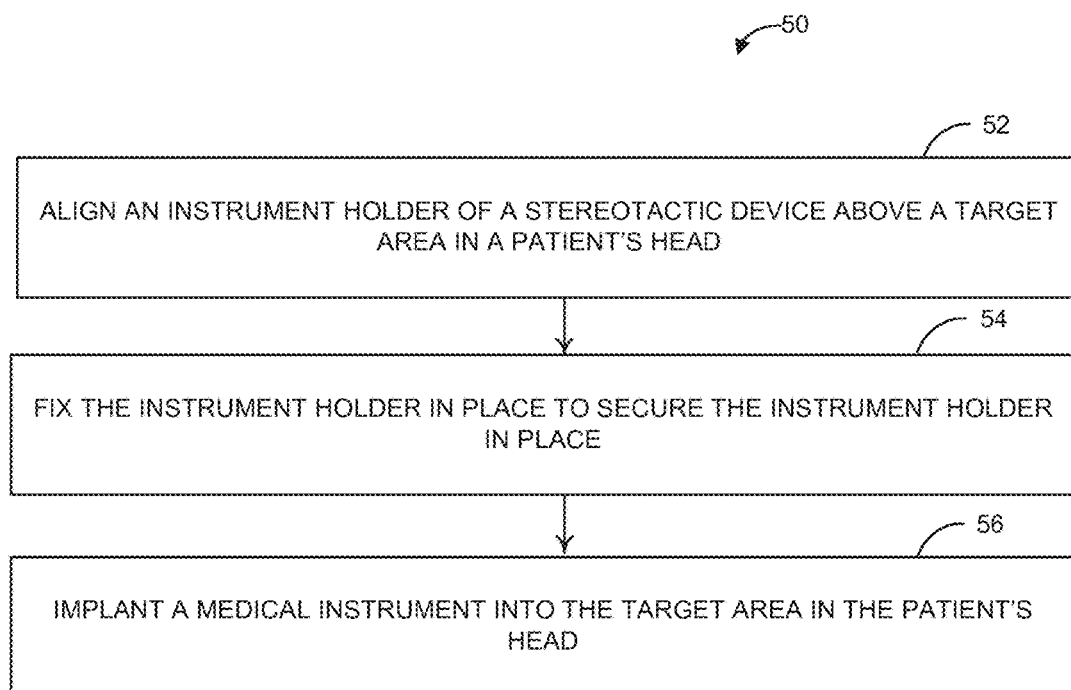 50
52
ALIGN AN INSTRUMENT HOLDER OF A STEREOTACTIC DEVICE ABOVE A TARGET
AREA IN A PATIENT'S HEAD
54
FIX THE INSTRUMENT HOLDER IN PLACE TO SECURE THE INSTRUMENT HOLDER
IN PLACE
56
IMPLANT A MEDICAL INSTRUMENT INTO THE TARGET AREA IN THE PATIENT'S
HEAD